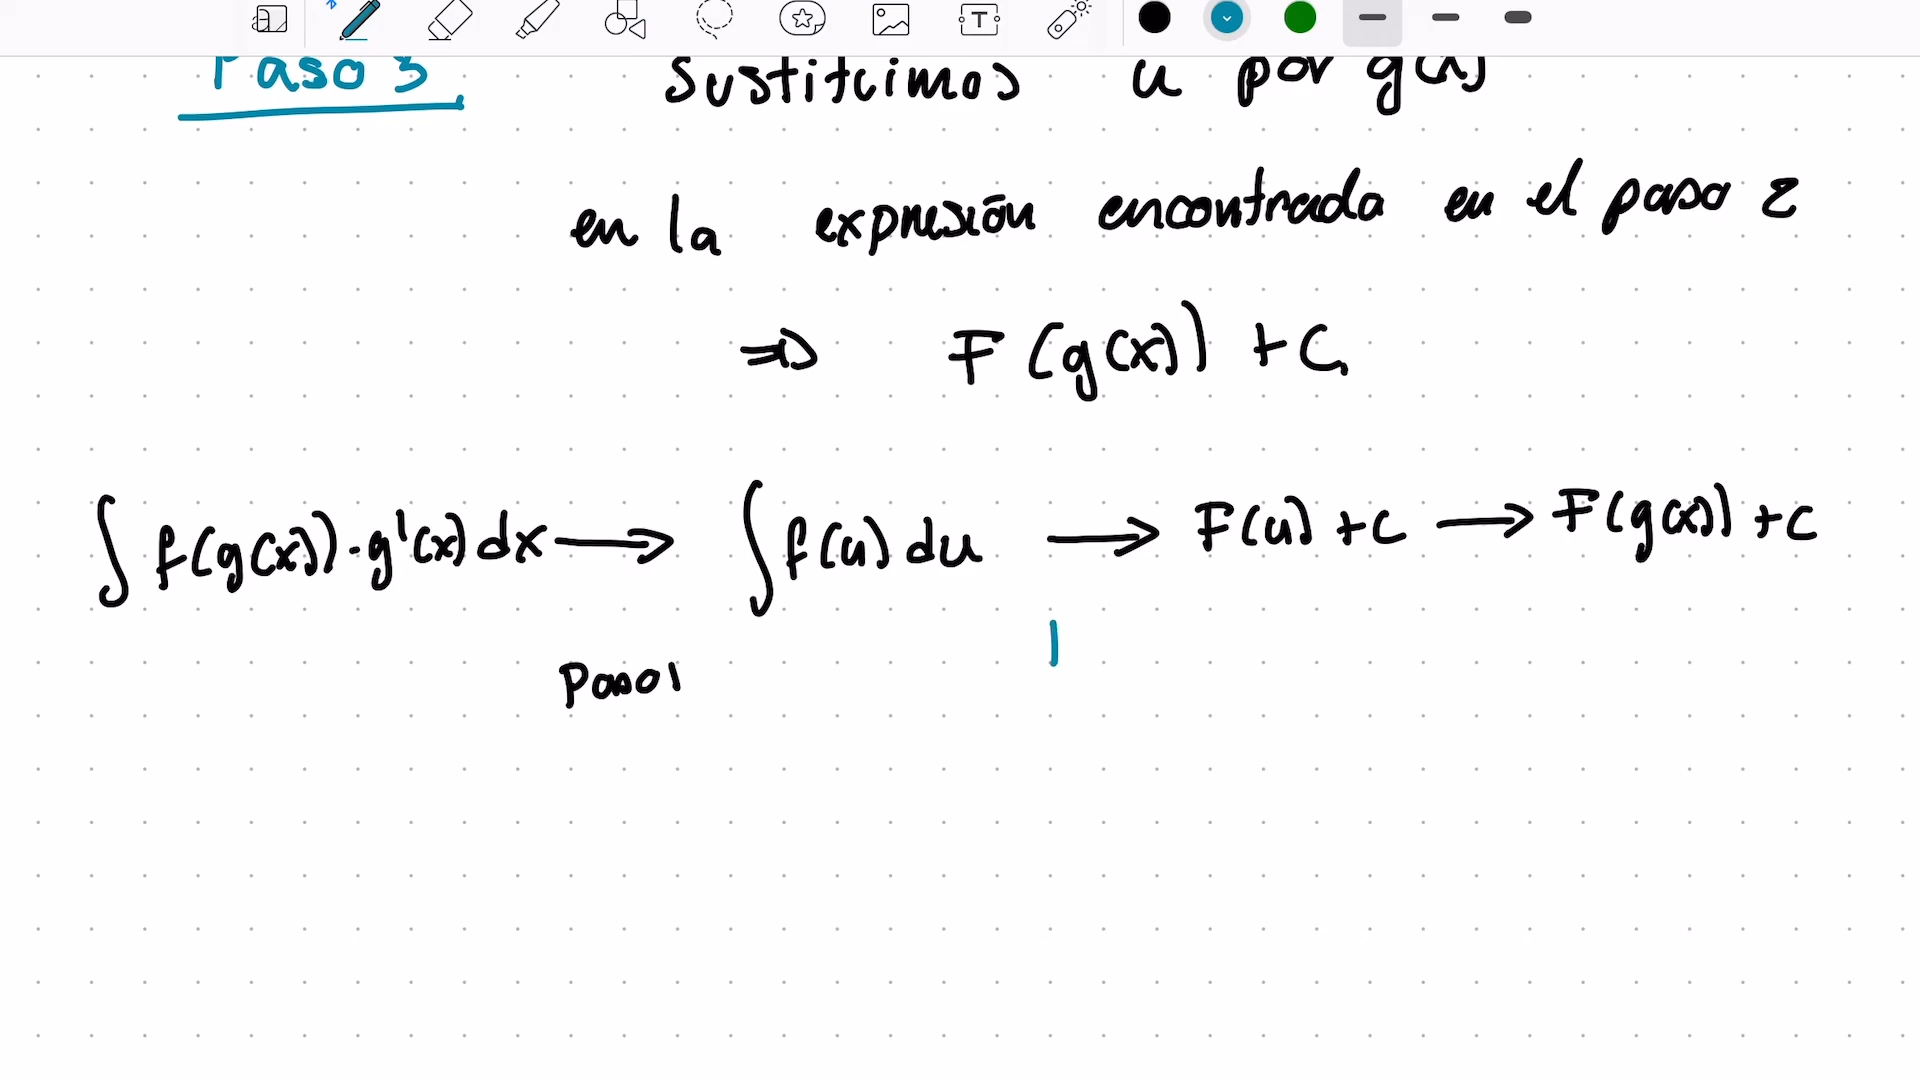 Paso 3 Sustituimos u por g(x)
en la expresión encontrada en el paso 2
⇒ F(g(x)) + C
∫ f(g(x)) · g'(x) dx → ∫ f(u) du → F(u) + C → F(g(x)) + C
Paso 1